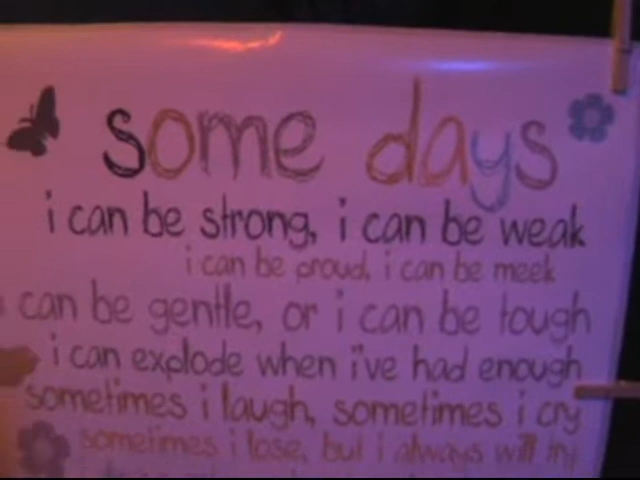 some days
i can be strong, i can be weak
i can be proud, i can be meek
can be gentle, or i can be tough
i can explode when i've had enough
sometimes i laugh, sometimes i cry
sometimes i lose, but i always will try